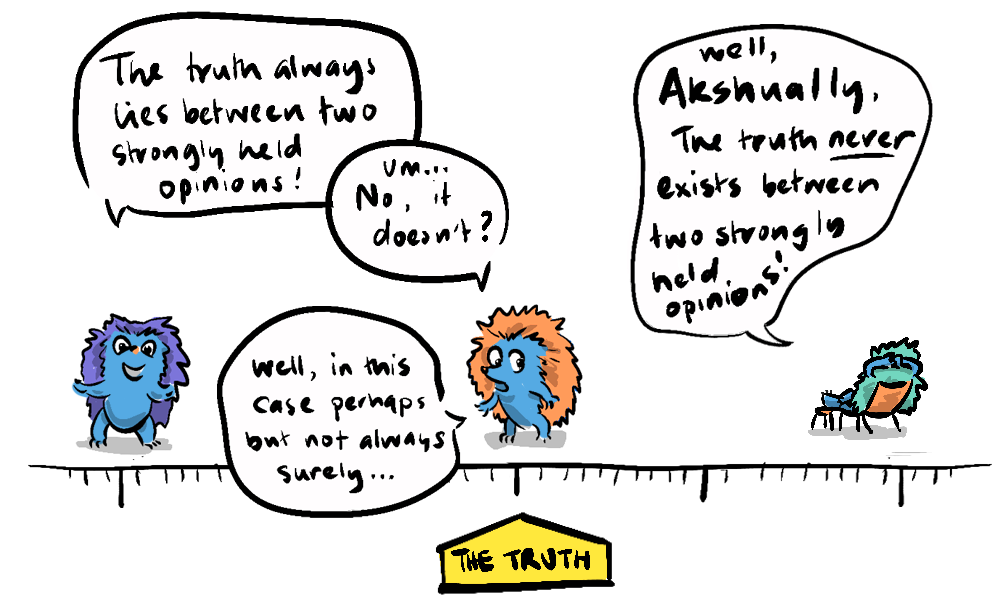 The truth always
lies between two
strongly held
opinions!
um...
No, it
doesn't?
well, in this
case perhaps
but not always
surely...
well,
Akshually,
The truth never
exists between
two strongly
held
opinions!
THE TRUTH